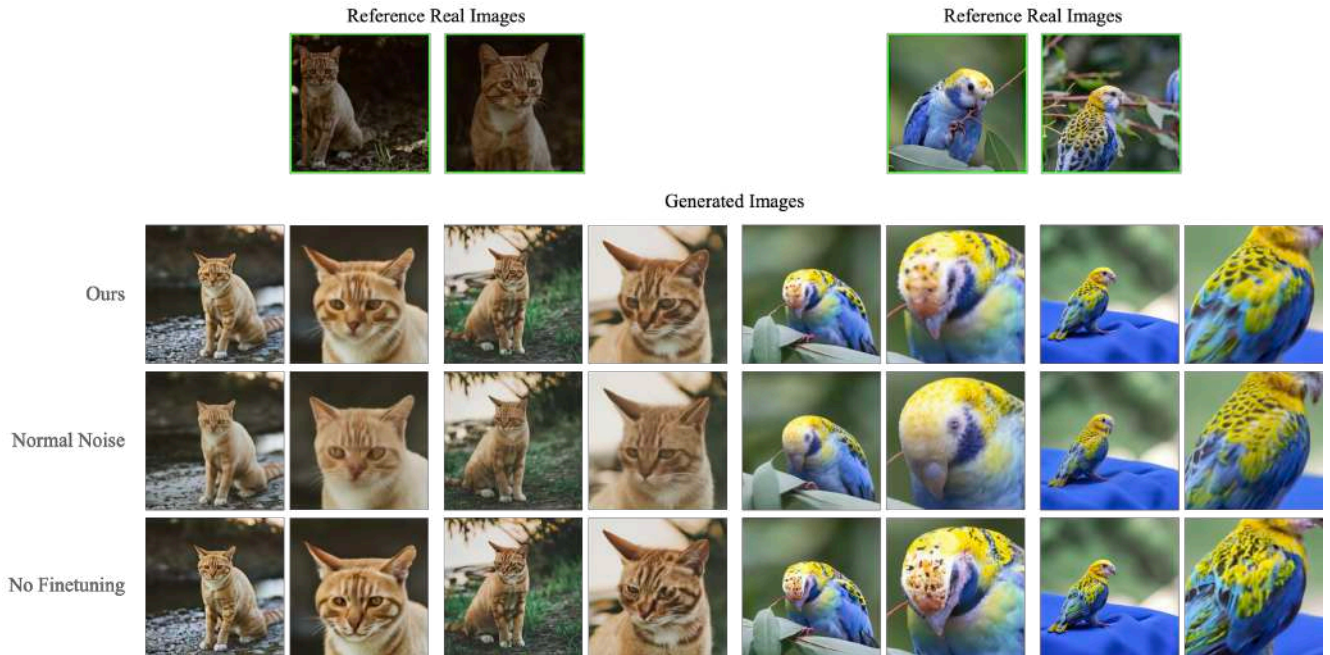 Reference Real Images
Reference Real Images
Generated Images
Ours
Normal Noise
No Finetuning